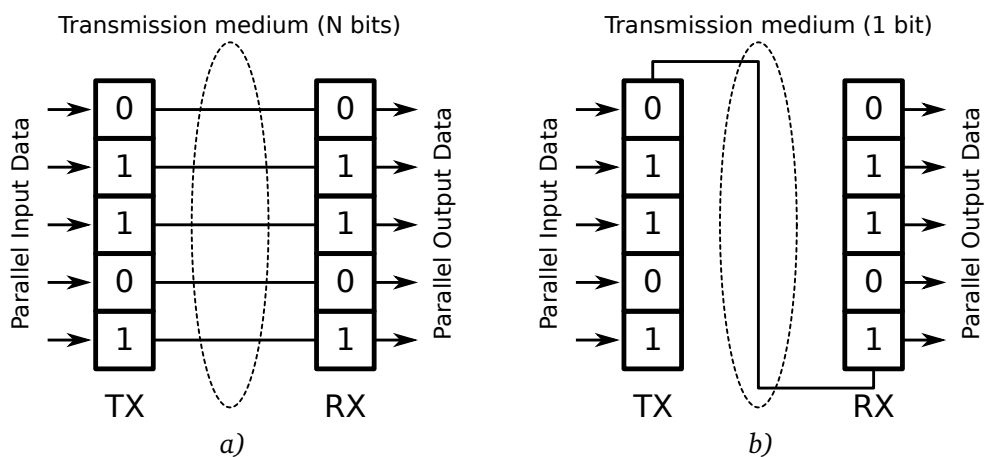 Transmission medium (N bits)
Parallel Input Data
0 0
1 1
1 1
0 0
1 1
Parallel Output Data
TX RX
a)
Transmission medium (1 bit)
Parallel Input Data
0 0
1 1
1 1
0 0
1 1
Parallel Output Data
TX RX
b)